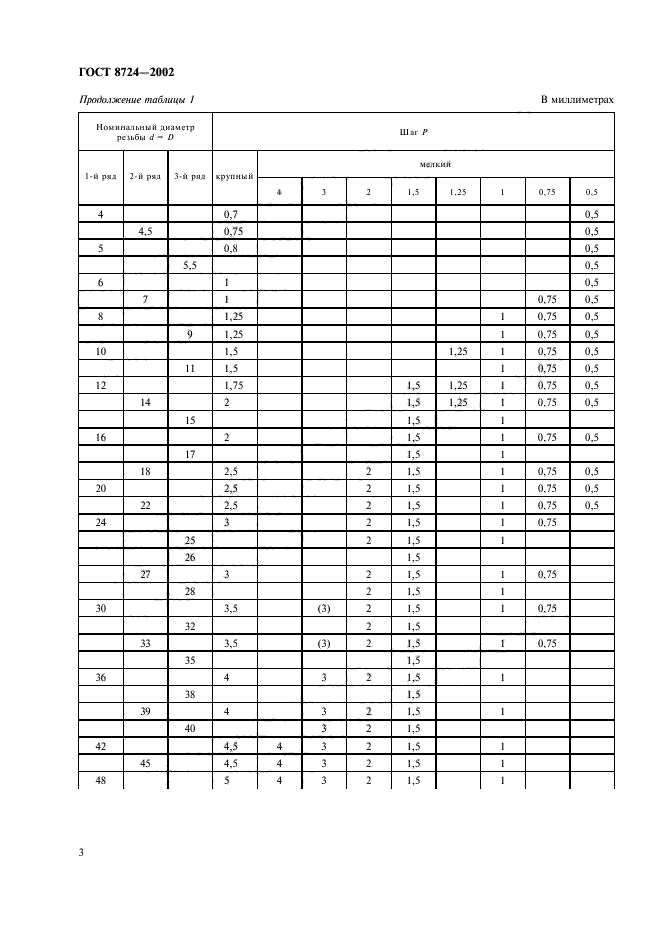 ГОСТ 8724—2002
Продолжение таблицы 1 В миллиметрах
Номинальный диаметр резьбы d = D Шаг P
1-й ряд 2-й ряд 3-й ряд крупный мелкий
4 3 2 1,5 1,25 1 0,75 0,5
4 0,7 0,5
4,5 0,75 0,5
5 0,8 0,5
5,5 0,5
6 1 0,5
7 1 0,75 0,5
8 1,25 1 0,75 0,5
9 1,25 1 0,75 0,5
10 1,5 1,25 1 0,75 0,5
11 1,5 1 0,75 0,5
12 1,75 1,5 1,25 1 0,75 0,5
14 2 1,5 1,25 1 0,75 0,5
15 1,5 1
16 2 1,5 1 0,75 0,5
17 1,5 1
18 2,5 2 1,5 1 0,75 0,5
20 2,5 2 1,5 1 0,75 0,5
22 2,5 2 1,5 1 0,75 0,5
24 3 2 1,5 1 0,75
25 2 1,5 1
26 1,5
27 3 2 1,5 1 0,75
28 2 1,5 1
30 3,5 (3) 2 1,5 1 0,75
32 2 1,5
33 3,5 (3) 2 1,5 1 0,75
35 1,5
36 4 3 2 1,5 1
38 1,5
39 4 3 2 1,5 1
40 3 2 1,5
42 4,5 4 3 2 1,5 1
45 4,5 4 3 2 1,5 1
48 5 4 3 2 1,5 1
3